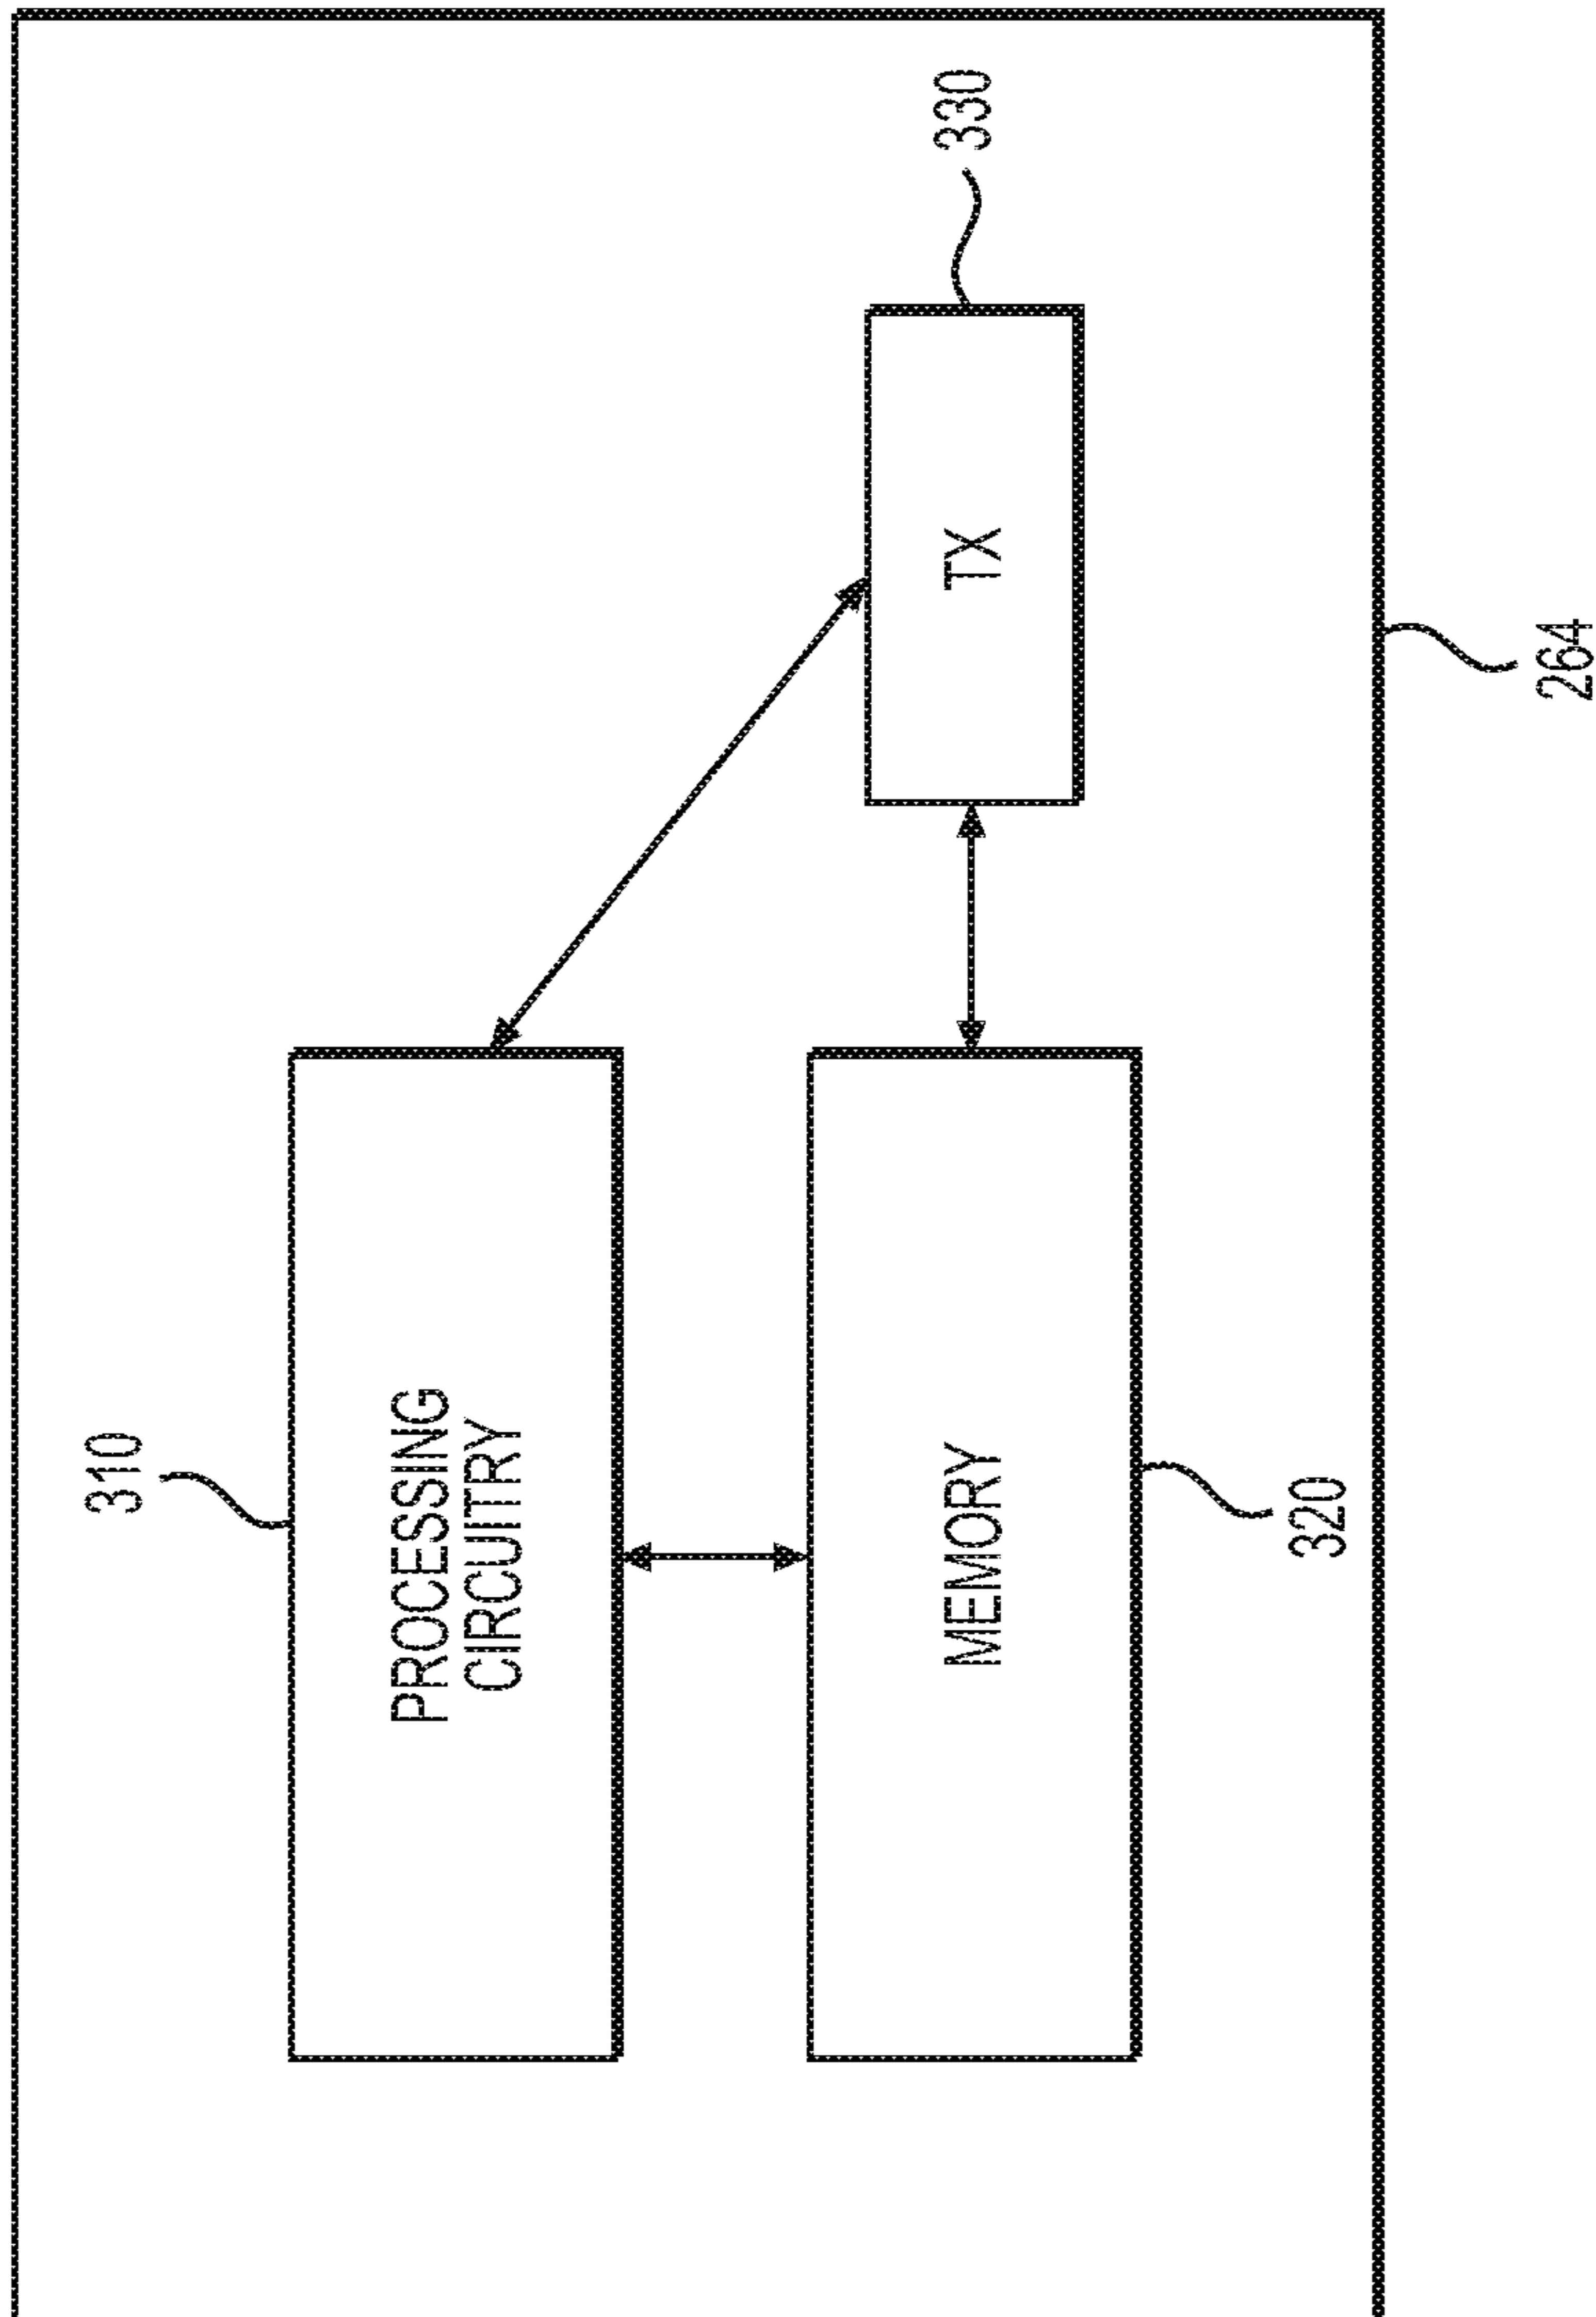 310
PROCESSING
CIRCUITRY
MEMORY
320
TX
330
264